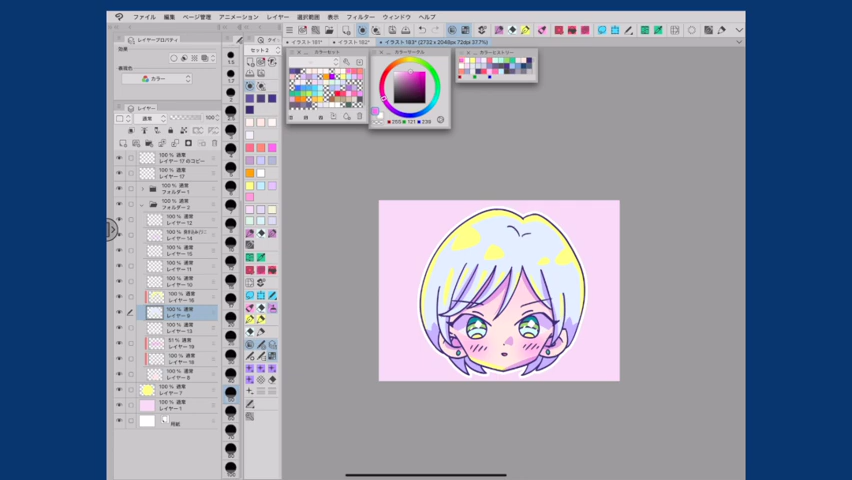 ファイル 編集 ページ管理 アニメーション レイヤー 選択範囲 表示 フィルター ウィンドウ ヘルプ
イラスト181* イラスト182* イラスト183* (2732 x 2048px 72dpi 31.7%)
レイヤープロパティ
効果
表現色
カラー
レイヤー
通常 100
100 % 通常
レイヤー 17 のコピー
100 % 通常
レイヤー 17
100 % 通常
フォルダー 1
100 % 通常
フォルダー 2
100 % 通常
レイヤー 12
レイヤー 14
100 % 通常
レイヤー 15
100 % 通常
レイヤー 11
100 % 通常
レイヤー 10
100 % 通常
レイヤー 16
100 % 通常
レイヤー 9
100 % 通常
レイヤー 13
51 % 通常
レイヤー 19
100 % 通常
レイヤー 18
100 % 通常
レイヤー 8
100 % 通常
レイヤー 7
100 % 通常
レイヤー 1
用紙
セット2
カラーセット
カラーサークル
255 121 236
カラーヒストリー